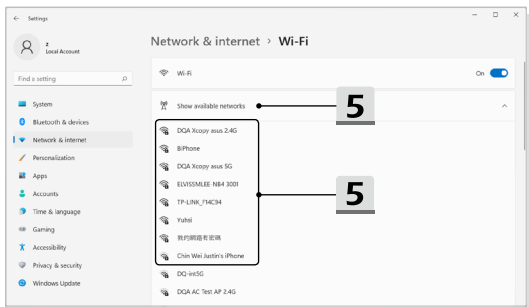 Settings
z
Local Account
Find a setting
System
Bluetooth & devices
Network & internet
Personalization
Apps
Accounts
Time & language
Gaming
Accessibility
Privacy & security
Windows Update
Network & internet > Wi-Fi
Wi-Fi
On
Show available networks
5
DQA Xcopy asus 2.4G
BiPhone
DQA Xcopy asus 5G
ELVISSMLEE-NB4 3001
TP-LINK_F14C94
Yuhsi
我的網路有密碼
Chin Wei Justin's iPhone
5
DQ-int5G
DQA AC Test AP 2.4G